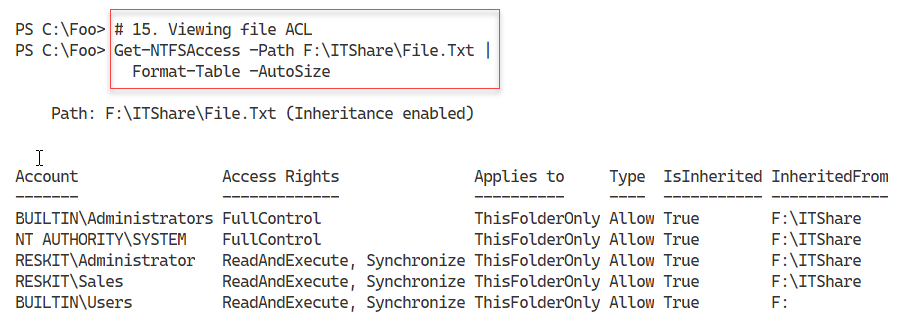 PS C:\Foo> # 15. Viewing file ACL
PS C:\Foo> Get-NTFSAccess -Path F:\ITShare\File.Txt |
Format-Table -AutoSize
Path: F:\ITShare\File.Txt (Inheritance enabled)
Account Access Rights Applies to Type IsInherited InheritedFrom
------- ------------- ---------- ---- ----------- -------------
BUILTIN\Administrators FullControl ThisFolderOnly Allow True F:\ITShare
NT AUTHORITY\SYSTEM FullControl ThisFolderOnly Allow True F:\ITShare
RESKIT\Administrator ReadAndExecute, Synchronize ThisFolderOnly Allow True F:\ITShare
RESKIT\Sales ReadAndExecute, Synchronize ThisFolderOnly Allow True F:\ITShare
BUILTIN\Users ReadAndExecute, Synchronize ThisFolderOnly Allow True F: